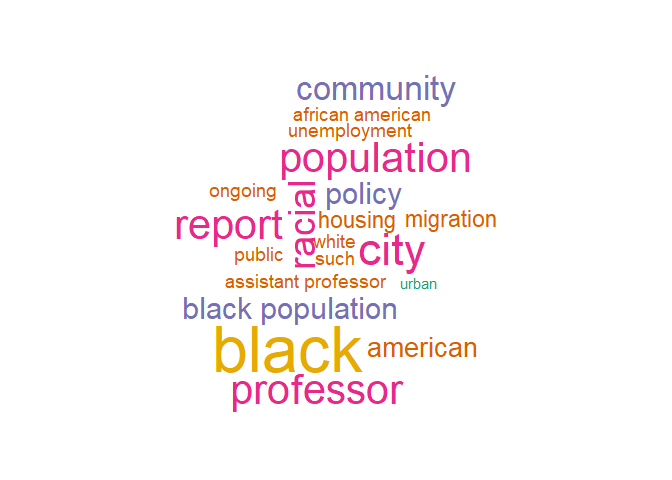 community
african american
unemployment
population
ongoing
racial
policy
report
housing
migration
white
city
public
such
assistant professor
urban
black population
black
american
professor